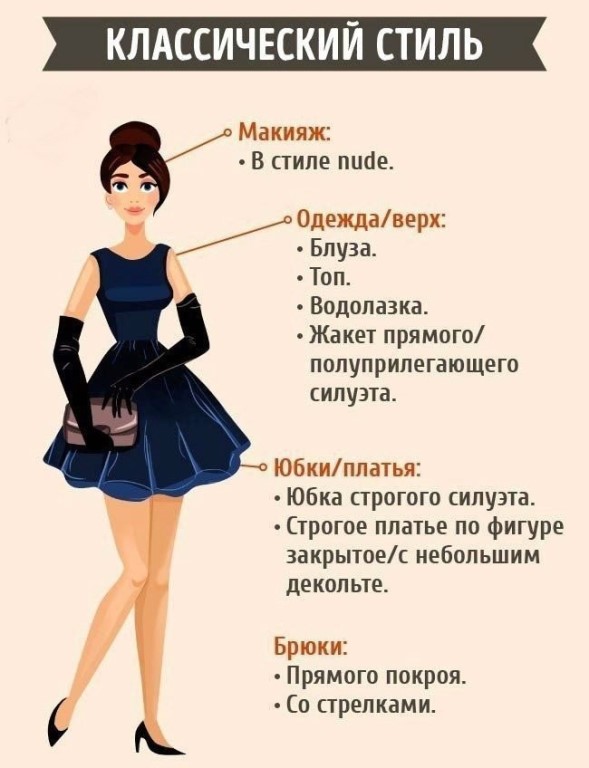 КЛАССИЧЕСКИЙ СТИЛЬ
Макияж:
• В стиле nude.
Одежда/верх:
• Блуза.
• Топ.
• Водолазка.
• Жакет прямого/
полуприлегающего
силуэта.
Юбки/платья:
• Юбка строгого силуэта.
• Строгое платье по фигуре
закрытое/с небольшим
декольте.
Брюки:
• Прямого покроя.
• Со стрелками.